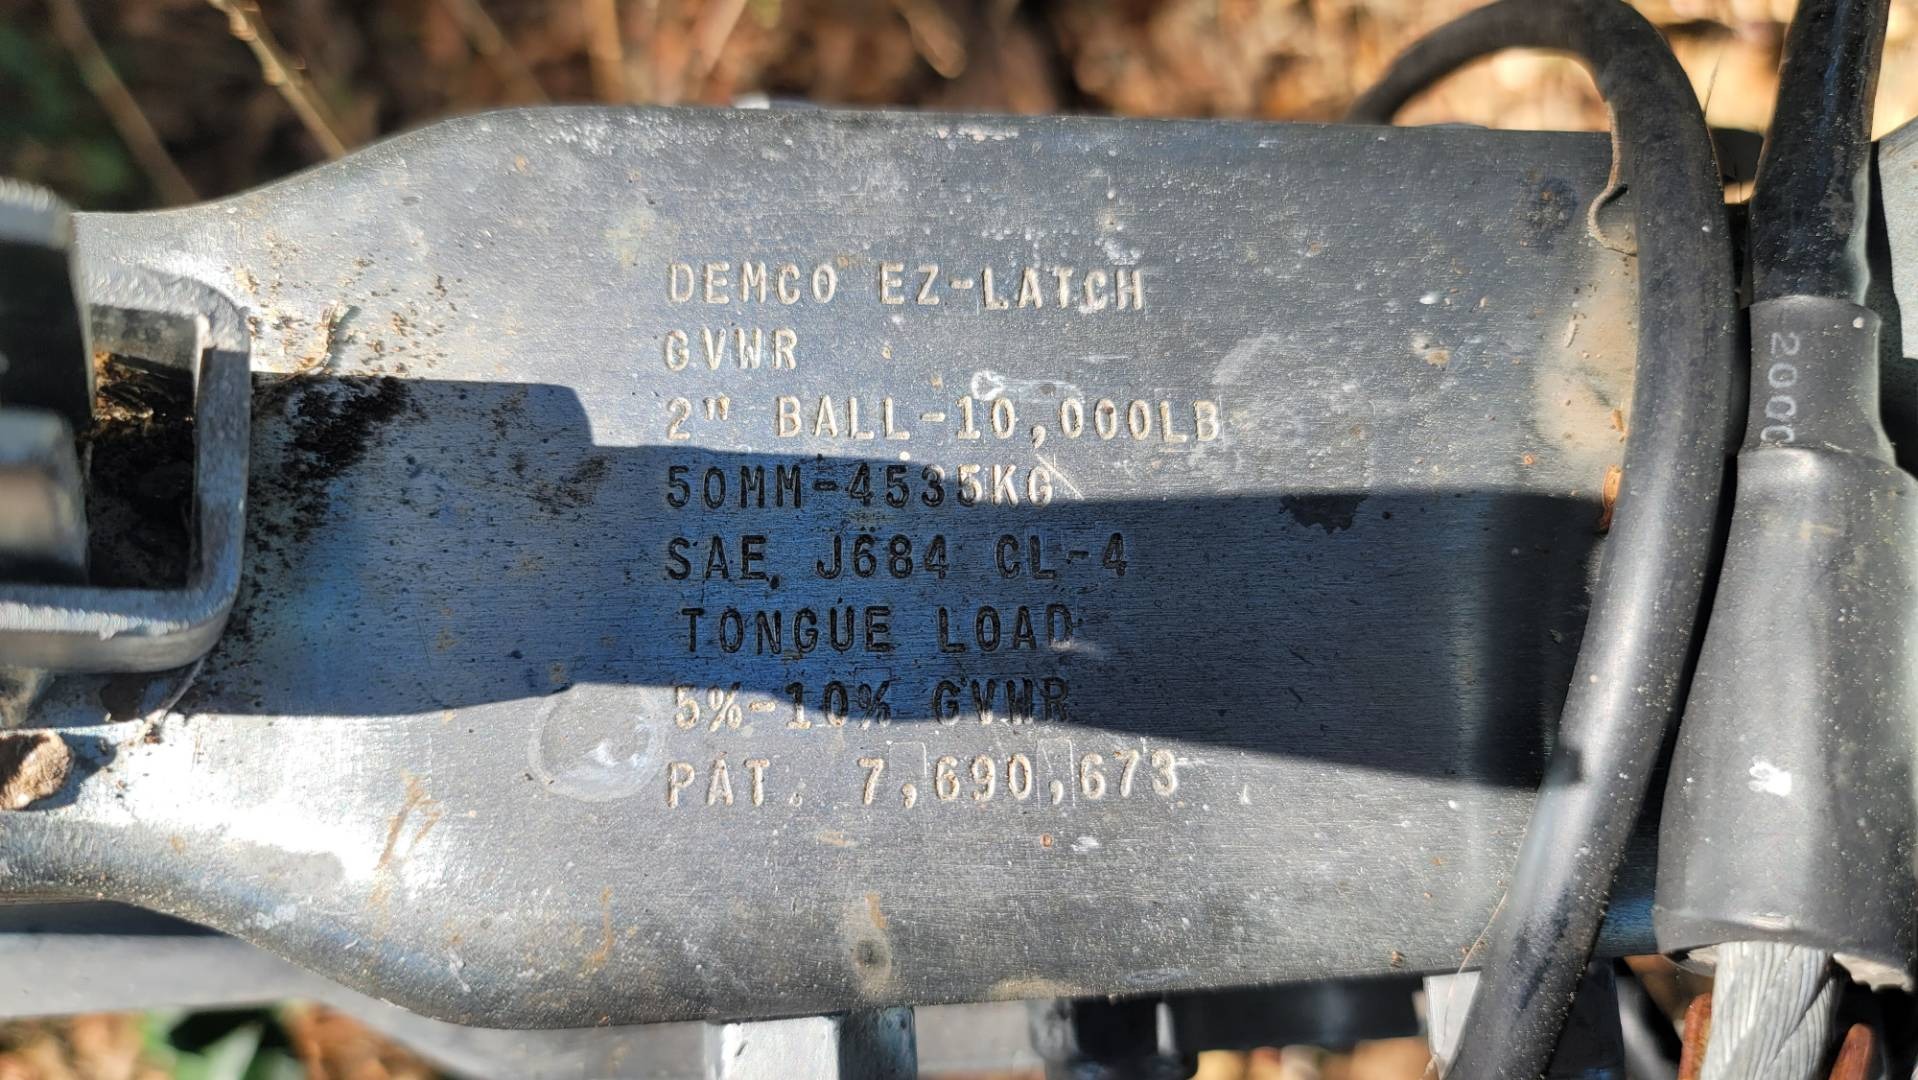 DEMCO EZ-LATCH
GVWR
2" BALL-10,000LB
50MM-4535KG
SAE J684 CL-4
TONGUE LOAD
5%-10% GVWR
PAT. 7,690,673